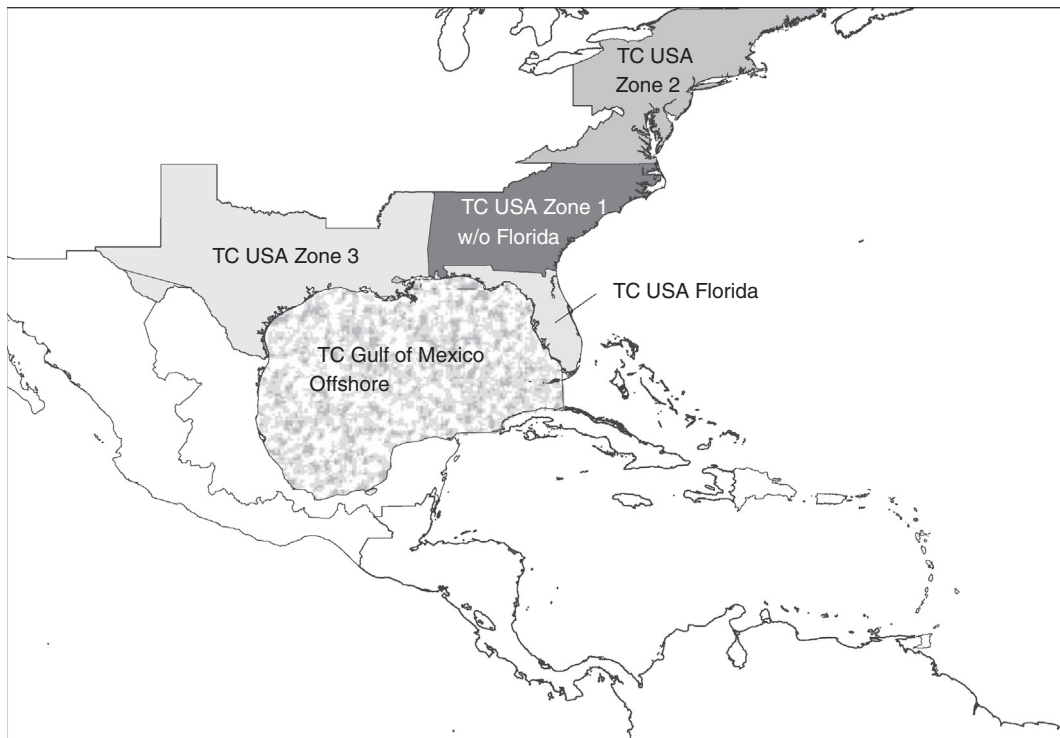 TC USA
Zone 2
TC USA Zone 1
w/o Florida
TC USA Zone 3
TC USA Florida
TC Gulf of Mexico
Offshore